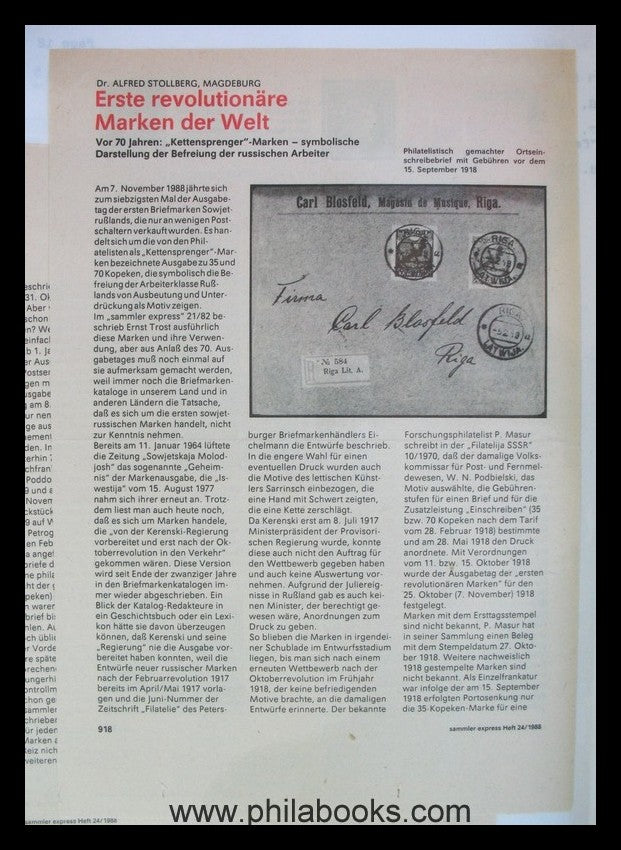 Dr. ALFRED STOLLBERG, MAGDEBURG
Erste revolutionäre
Marken der Welt
Vor 70 Jahren: „Kettensprenger"-Marken – symbolische
Darstellung der Befreiung der russischen Arbeiter
Philatelistisch gemachter Ortsein-
schreibebrief mit Gebühren vor dem
15. September 1918
Am 7. November 1988 jährte sich
zum siebzigsten Mal der Ausgabe-
tag der ersten Briefmarken Sowjet-
rußlands, die nur an wenigen Post-
schaltern verkauft wurden. Es han-
delt sich um die von den Phil-
atelisten als „Kettensprenger"-Mar-
ken bezeichnete Ausgabe zu 35 und
70 Kopeken, die symbolisch die Be-
freiung der Arbeiterklasse Ruß-
lands von Ausbeutung und Unter-
drückung als Motiv zeigen.
Im „sammler express" 21/82 be-
schrieb Ernst Trost ausführlich
diese Marken und ihre Verwen-
dung, aber aus Anlaß des 70. Aus-
gabetages muß noch einmal auf
sie aufmerksam gemacht werden,
weil immer noch die Briefmarken-
kataloge in unserem Land und in
anderen Ländern die Tatsache,
daß es sich um die ersten sowjet-
russischen Marken handelt, nicht
zur Kenntnis nehmen.
Bereits am 11. Januar 1964 lüftete
die Zeitung „Sowjetskaja Molod-
josh" das sogenannte „Geheim-
nis" der Markenausgabe, die „Is-
westija" vom 15. August 1977
nahm sich ihrer erneut an. Trotz-
dem liest man auch heute noch,
daß es sich um Marken handele,
die „von der Kerenski-Regierung
vorbereitet und erst nach der Ok-
toberrevolution in den Verkehr"
gekommen wären. Diese Version
wird seit Ende der zwanziger Jahre
in den Briefmarkenkatalogen im-
mer wieder abgeschrieben. Ein
Blick der Katalog-Redakteure in
ein Geschichtsbuch oder ein Lexi-
kon hätte sie davon überzeugen
können, daß Kerenski und seine
„Regierung" nie die Ausgabe vor-
bereitet haben konnten, weil die
Entwürfe neuer russischer Marken
nach der Februarrevolution 1917
bereits im April/Mai 1917 vorla-
gen und die Juni-Nummer der
Zeitschrift „Filatelie" des Peters-
Carl Blosfeld, Magasin de Musique, Riga.
RIGA
LATWIJA
RIGA
LATWIJA
RIGA
LATWIJA
Firma
Carl Blosfeld
Riga
№ 584
Riga Lit. A.
burger Briefmarkenhändlers Ei-
chelmann die Entwürfe beschrieb.
In die engere Wahl für einen
eventuellen Druck wurden auch
die Motive des lettischen Künst-
lers Sarrinsch einbezogen, die
eine Hand mit Schwert zeigten,
die eine Kette zerschlägt.
Da Kerenski erst am 8. Juli 1917
Ministerpräsident der Provisori-
schen Regierung wurde, konnte
diese auch nicht den Auftrag für
den Wettbewerb gegeben haben
und auch keine Auswertung vor-
nehmen. Aufgrund der Juliereig-
nisse in Rußland gab es auch kei-
nen Minister, der berechtigt ge-
wesen wäre, Anordnungen zum
Druck zu geben.
So blieben die Marken in irgendei-
ner Schublade im Entwurfsstadium
liegen, bis man sich nach einem
erneuten Wettbewerb nach der
Oktoberrevolution im Frühjahr
1918, der keine befriedigenden
Motive brachte, an die damaligen
Entwürfe erinnerte. Der bekannte
Forschungsphilatelist P. Masur
schreibt in der „Filatelija SSSR"
10/1970, daß der damalige Volks-
kommissar für Post- und Fernmel-
dewesen, W. N. Podbielski, das
Motiv auswählte, die Gebühren-
stufen für einen Brief und für die
Zusatzleistung „Einschreiben" (35
bzw. 70 Kopeken nach dem Tarif
vom 28. Februar 1918) bestimmte
und am 28. Mai 1918 den Druck
anordnete. Mit Verordnungen
vom 11. bzw. 15. Oktober 1918
wurde der Ausgabetag der „ersten
revolutionären Marken" für den
25. Oktober (7. November) 1918
festgelegt.
Marken mit dem Ersttagsstempel
sind nicht bekannt, P. Masur hat
in seiner Sammlung einen Beleg
mit dem Stempeldatum 27. Okto-
ber 1918. Weitere nachweislich
1918 gestempelte Marken sind
nicht bekannt. Als Einzelfrankatur
war infolge der am 15. September
1918 erfolgten Portosenkung nur
die 35-Kopeken-Marke für eine
918
sammler express Heft 24/1988
sammler express Heft 24/1988
www.philabooks.com